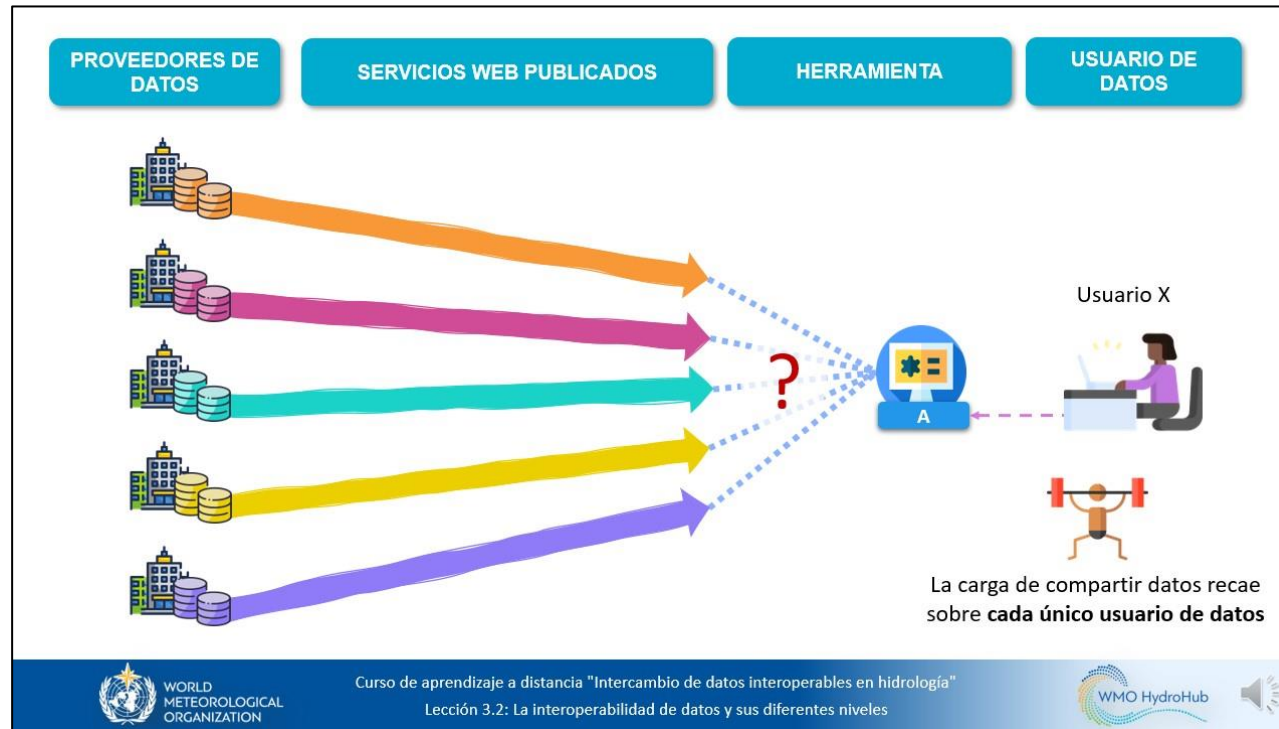 PROVEEDORES DE
DATOS
SERVICIOS WEB PUBLICADOS
HERRAMIENTA
USUARIO DE
DATOS
Usuario X
?
A
La carga de compartir datos recae
sobre cada único usuario de datos
WORLD
METEOROLOGICAL
ORGANIZATION
Curso de aprendizaje a distancia "Intercambio de datos interoperables en hidrología"
Lección 3.2: La interoperabilidad de datos y sus diferentes niveles
WMO HydroHub